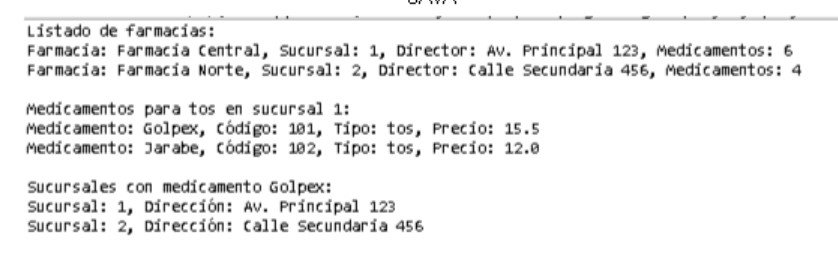 Listado de farmacias:
Farmacia: Farmacia Central, Sucursal: 1, Director: Av. Principal 123, Medicamentos: 6
Farmacia: Farmacia Norte, Sucursal: 2, Director: Calle Secundaria 456, Medicamentos: 4
Medicamentos para tos en sucursal 1:
Medicamento: Golpex, Código: 101, Tipo: tos, Precio: 15.5
Medicamento: Jarabe, Código: 102, Tipo: tos, Precio: 12.0
Sucursales con medicamento Golpex:
Sucursal: 1, Dirección: Av. Principal 123
Sucursal: 2, Dirección: Calle Secundaria 456